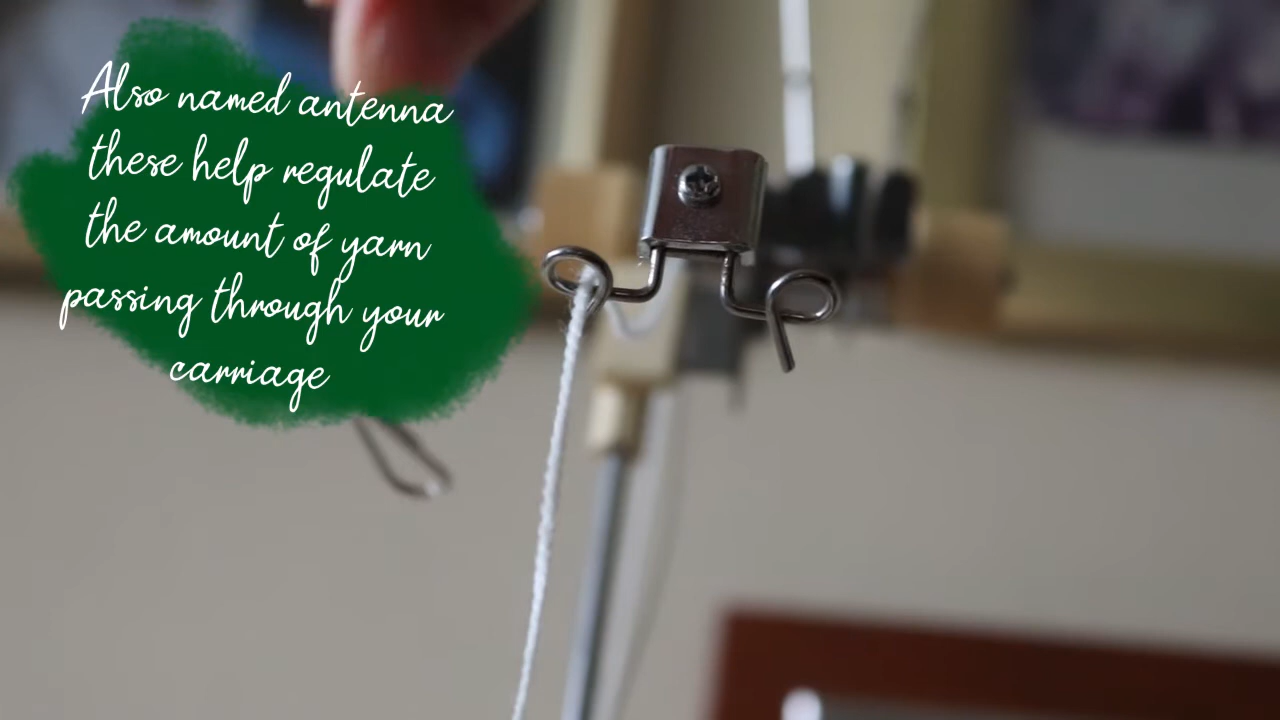 Also named antenna
these help regulate
the amount of yarn
passing through your
carriage